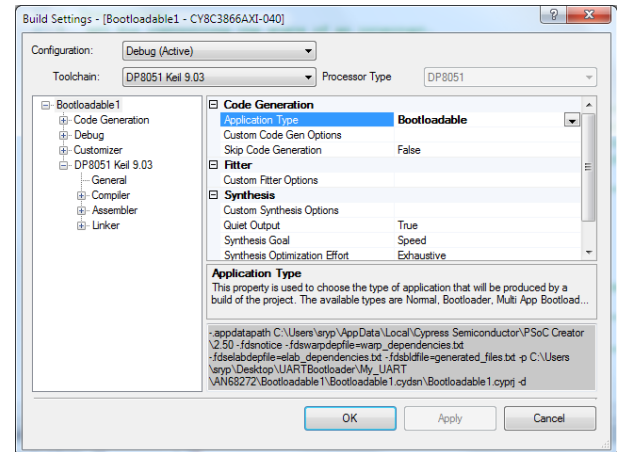 Build Settings - [Bootloadable1 - CY8C3866AXI-040]
Configuration: Debug (Active)
Toolchain: DP8051 Keil 9.03 Processor Type DP8051
Bootloadable1
Code Generation
Debug
Customizer
DP8051 Keil 9.03
General
Compiler
Assembler
Linker
Code Generation
Application Type Bootloadable
Custom Code Gen Options
Skip Code Generation False
Fitter
Custom Fitter Options
Synthesis
Custom Synthesis Options
Quiet Output True
Synthesis Goal Speed
Synthesis Optimization Effort Exhaustive
Application Type
This property is used to choose the type of application that will be produced by a
build of the project. The available types are Normal, Bootloader, Multi App Bootload...
-.appdatapath C:\Users\sryp\AppData\Local\Cypress Semiconductor\PSoC Creator
\2.50 -.fdsnotice -.fdswarpdepfile=warp_dependencies.txt
-.fdselabdepfile=elab_dependencies.txt -.fdsbldfile=generated_files.txt -p C:\Users
\sryp\Desktop\UARTBootloader\My_UART
\AN68272\Bootloadable1\Bootloadable1.cydsn\Bootloadable1.cyprj -d
OK Apply Cancel